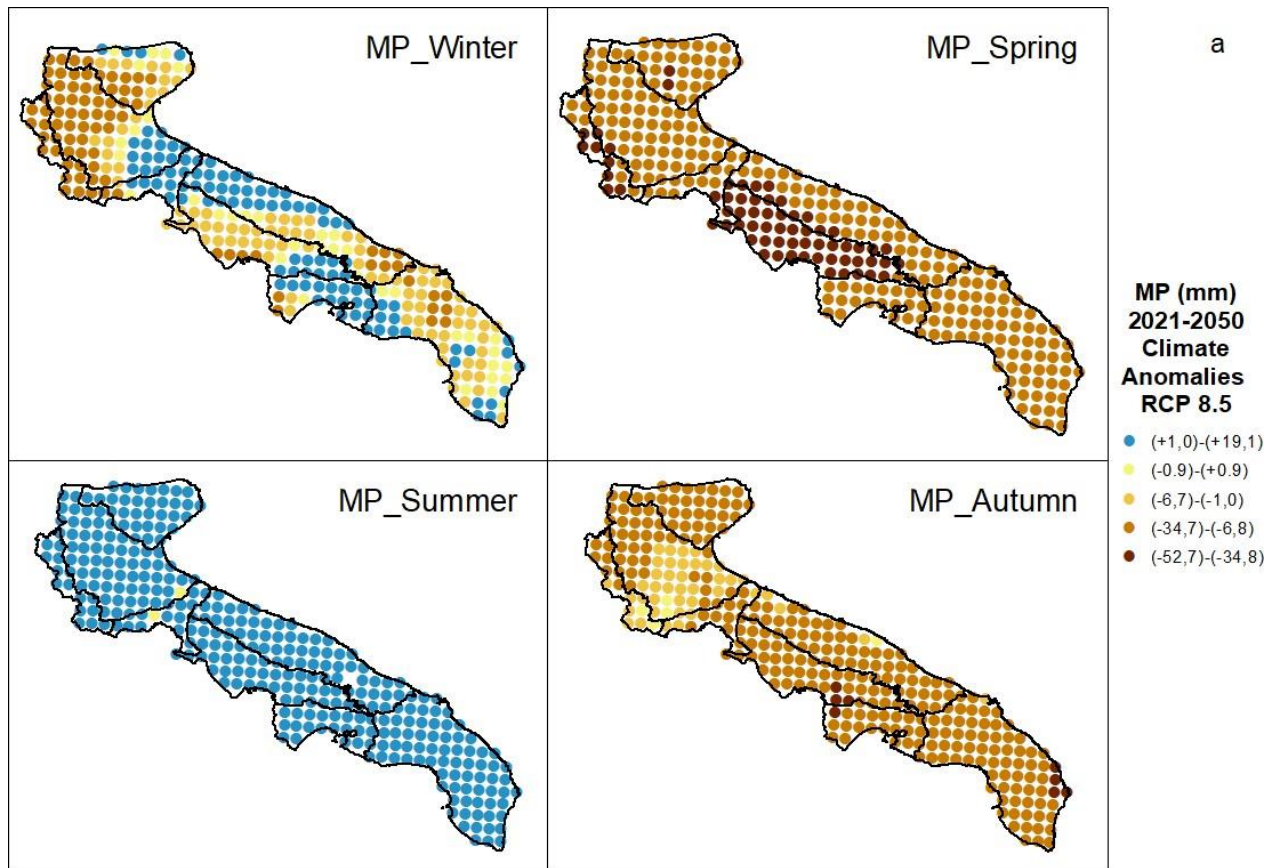 MP_Winter
MP_Spring
a
MP_Summer
MP_Autumn
MP (mm)
2021-2050
Climate
Anomalies
RCP 8.5
(+1,0)-(+19,1)
(-0.9)-(+0.9)
(-6,7)-(-1,0)
(-34,7)-(-6,8)
(-52,7)-(-34,8)